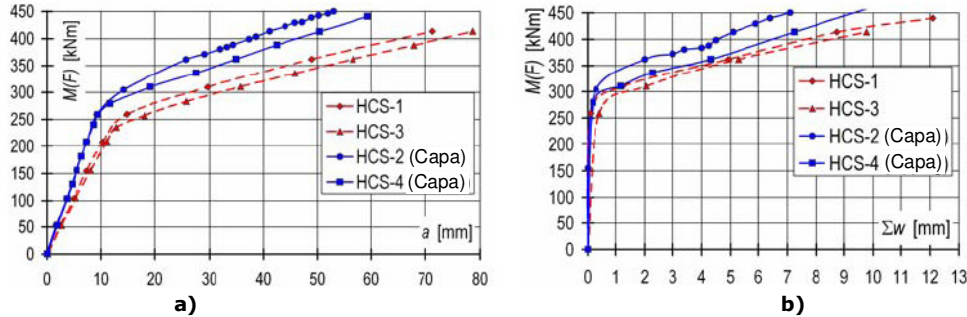 M(F) [kNm]
450
400
350
300
250
200
150
100
50
0
HCS-1
HCS-3
HCS-2 (Capa)
HCS-4 (Capa)
a [mm]
0 10 20 30 40 50 60 70 80
a)
M(F) [kNm]
450
400
350
300
250
200
150
100
50
0
HCS-1
HCS-3
HCS-2 (Capa)
HCS-4 (Capa)
Σw [mm]
0 1 2 3 4 5 6 7 8 9 10 11 12 13
b)